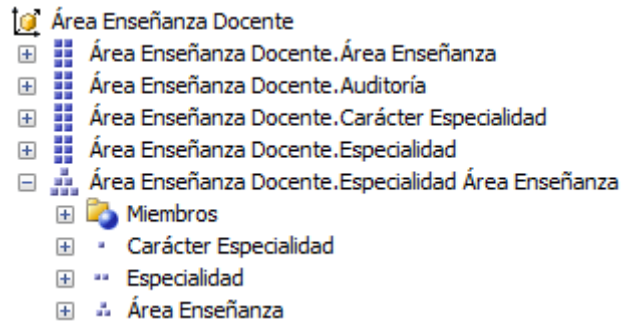 Área Enseñanza Docente
Área Enseñanza Docente.Área Enseñanza
Área Enseñanza Docente.Auditoría
Área Enseñanza Docente.Carácter Especialidad
Área Enseñanza Docente.Especialidad
Área Enseñanza Docente.Especialidad Área Enseñanza
Miembros
Carácter Especialidad
Especialidad
Área Enseñanza